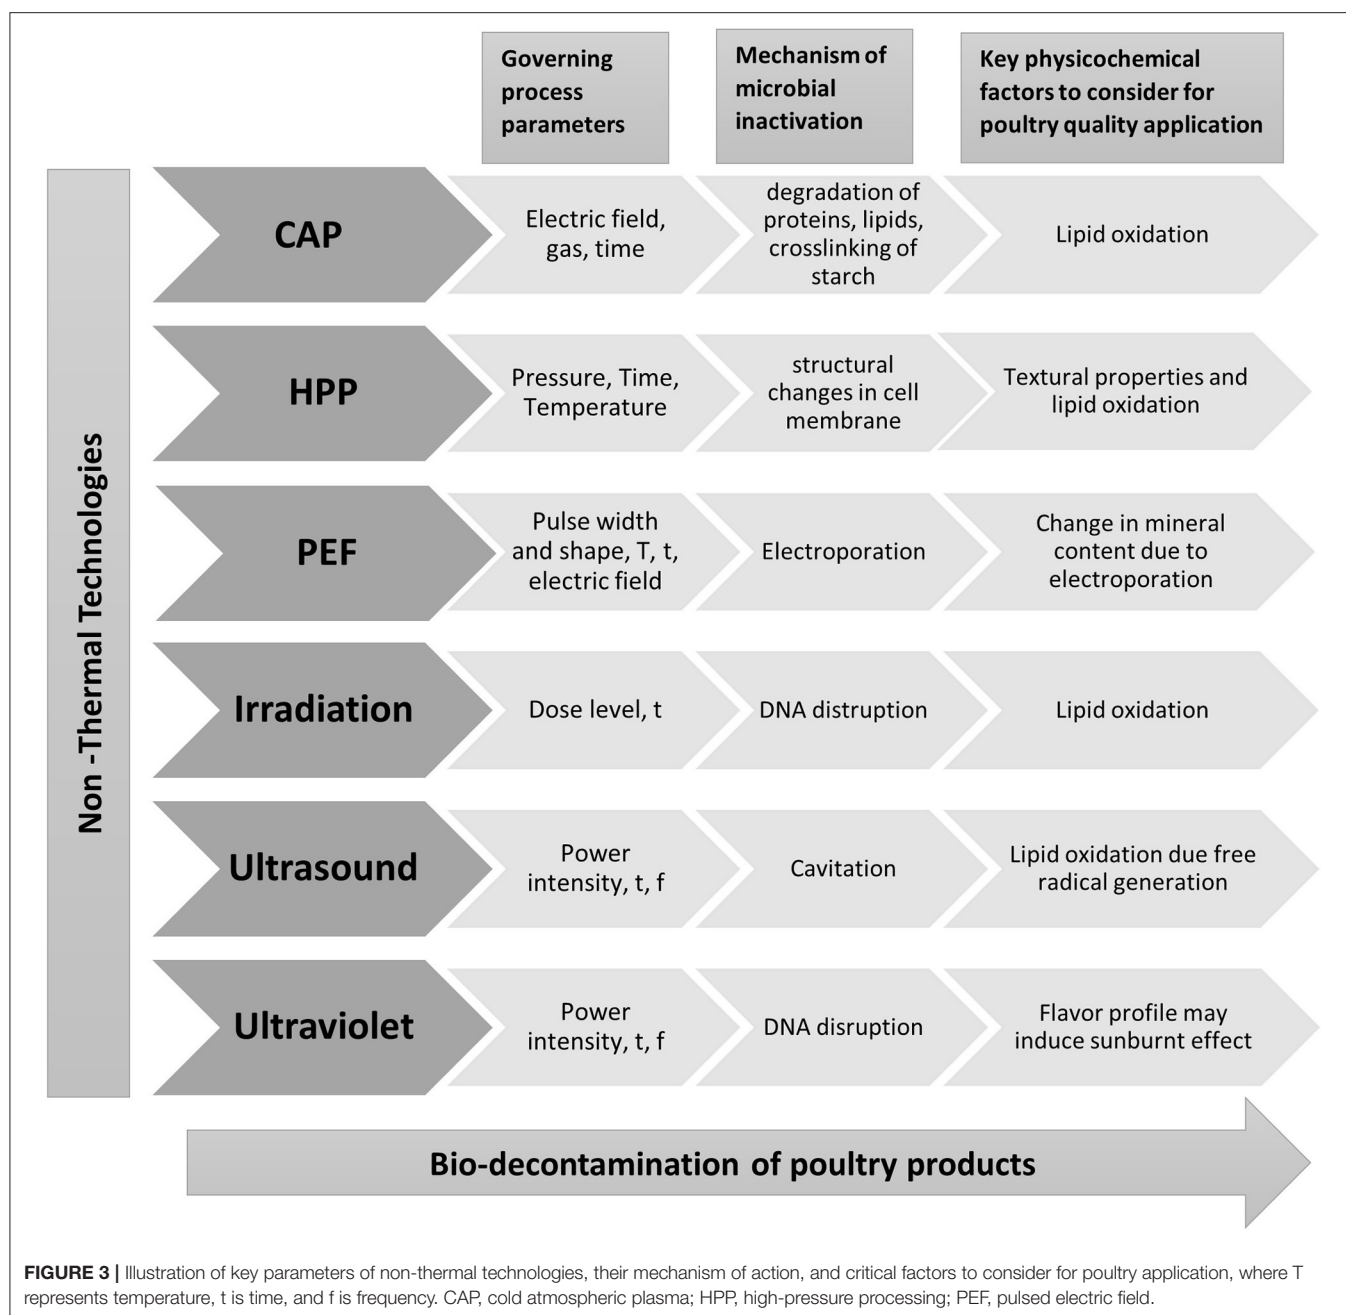 Governing
process
parameters
Mechanism of
microbial
inactivation
Key physicochemical
factors to consider for
poultry quality application
Non -Thermal Technologies
CAP
Electric field,
gas, time
degradation of
proteins, lipids,
crosslinking of
starch
Lipid oxidation
HPP
Pressure, Time,
Temperature
structural
changes in cell
membrane
Textural properties and
lipid oxidation
PEF
Pulse width
and shape, T, t,
electric field
Electroporation
Change in mineral
content due to
electroporation
Irradiation
Dose level, t
DNA distruption
Lipid oxidation
Ultrasound
Power
intensity, t, f
Cavitation
Lipid oxidation due free
radical generation
Ultraviolet
Power
intensity, t, f
DNA disruption
Flavor profile may
induce sunburnt effect
Bio-decontamination of poultry products
FIGURE 3 | Illustration of key parameters of non-thermal technologies, their mechanism of action, and critical factors to consider for poultry application, where T
represents temperature, t is time, and f is frequency. CAP, cold atmospheric plasma; HPP, high-pressure processing; PEF, pulsed electric field.